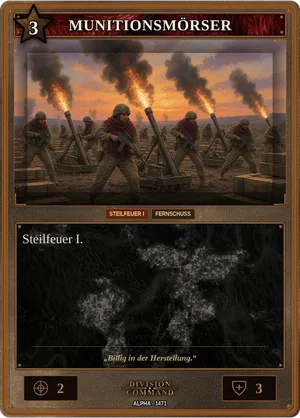 3
MUNITIONSMÖRSER
STEILFEUER I
FERNSCHUSS
Steilfeuer I.
„Billig in der Herstellung.“
2
DIVISION
COMMAND
ALPHA · 1471
3